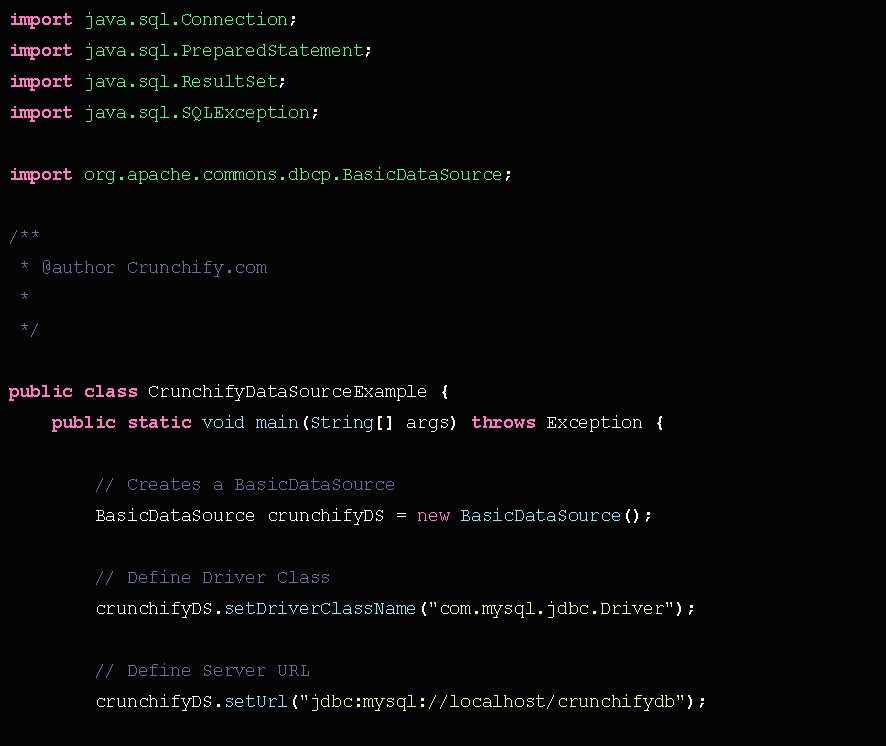 import java.sql.Connection;
import java.sql.PreparedStatement;
import java.sql.ResultSet;
import java.sql.SQLException;

import org.apache.commons.dbcp.BasicDataSource;

/**
 * @author Crunchify.com
 *
 */

public class CrunchifyDataSourceExample {
    public static void main(String[] args) throws Exception {

        // Creates a BasicDataSource
        BasicDataSource crunchifyDS = new BasicDataSource();

        // Define Driver Class
        crunchifyDS.setDriverClassName("com.mysql.jdbc.Driver");

        // Define Server URL
        crunchifyDS.setUrl("jdbc:mysql://localhost/crunchifydb");